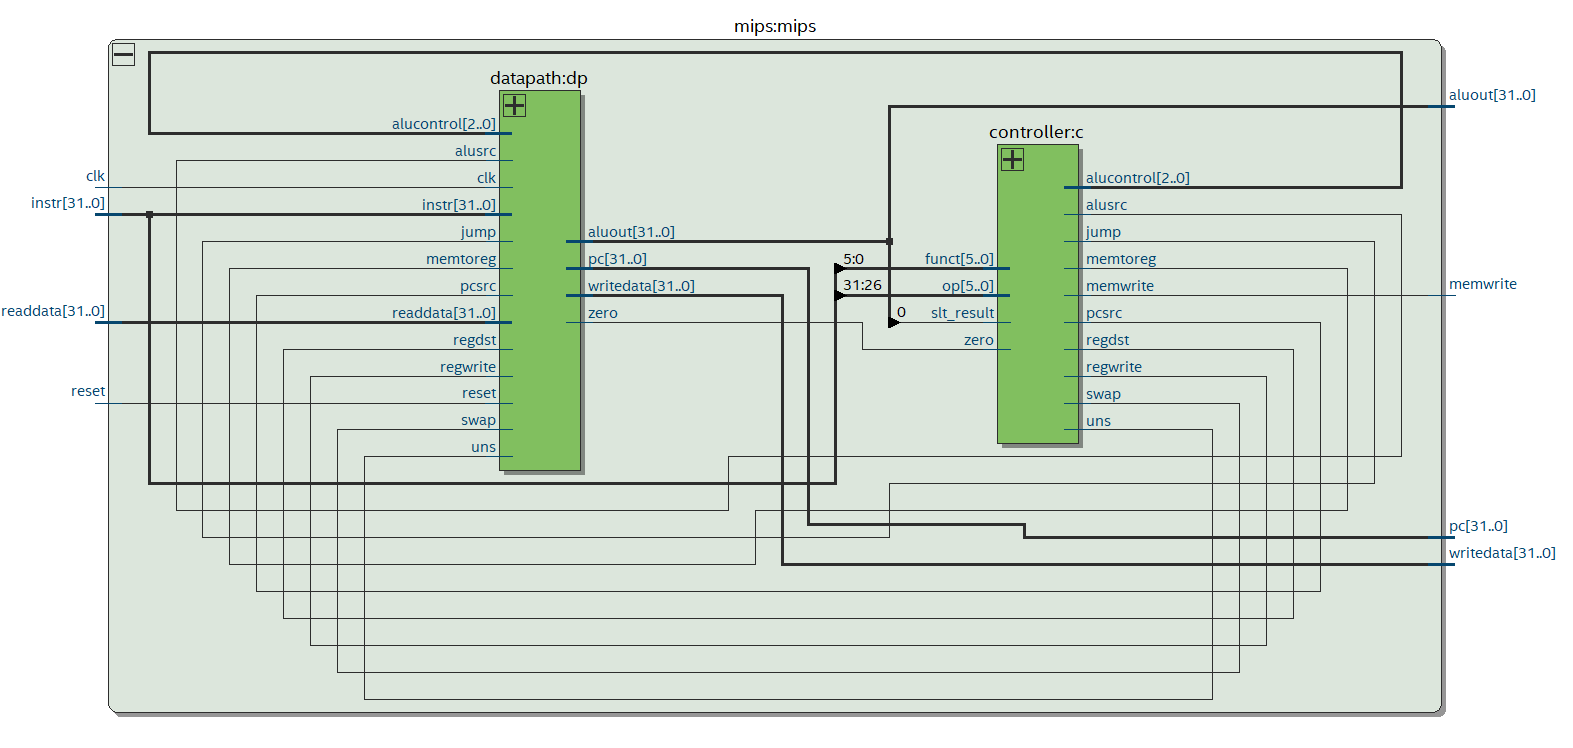 mips:mips
datapath:dp
controller:c
clk
instr[31..0]
readdata[31..0]
reset
alucontrol[2..0]
alusrc
clk
instr[31..0]
jump
memtoreg
pcsrc
readdata[31..0]
regdst
regwrite
reset
swap
uns
aluout[31..0]
pc[31..0]
writedata[31..0]
zero
5:0
31:26
0
funct[5..0]
op[5..0]
slt_result
zero
alucontrol[2..0]
alusrc
jump
memtoreg
memwrite
pcsrc
regdst
regwrite
swap
uns
aluout[31..0]
memwrite
pc[31..0]
writedata[31..0]